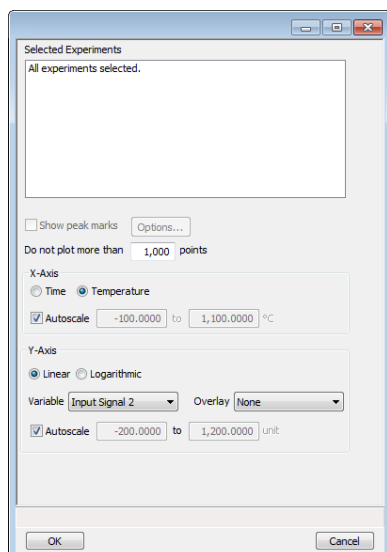 Selected Experiments
All experiments selected.
Show peak marks Options...
Do not plot more than 1,000 points
X-Axis
Time Temperature
Autoscale -100.0000 to 1,100.0000 °C
Y-Axis
Linear Logarithmic
Variable Input Signal 2 Overlay None
Autoscale -200.0000 to 1,200.0000 unit
OK Cancel